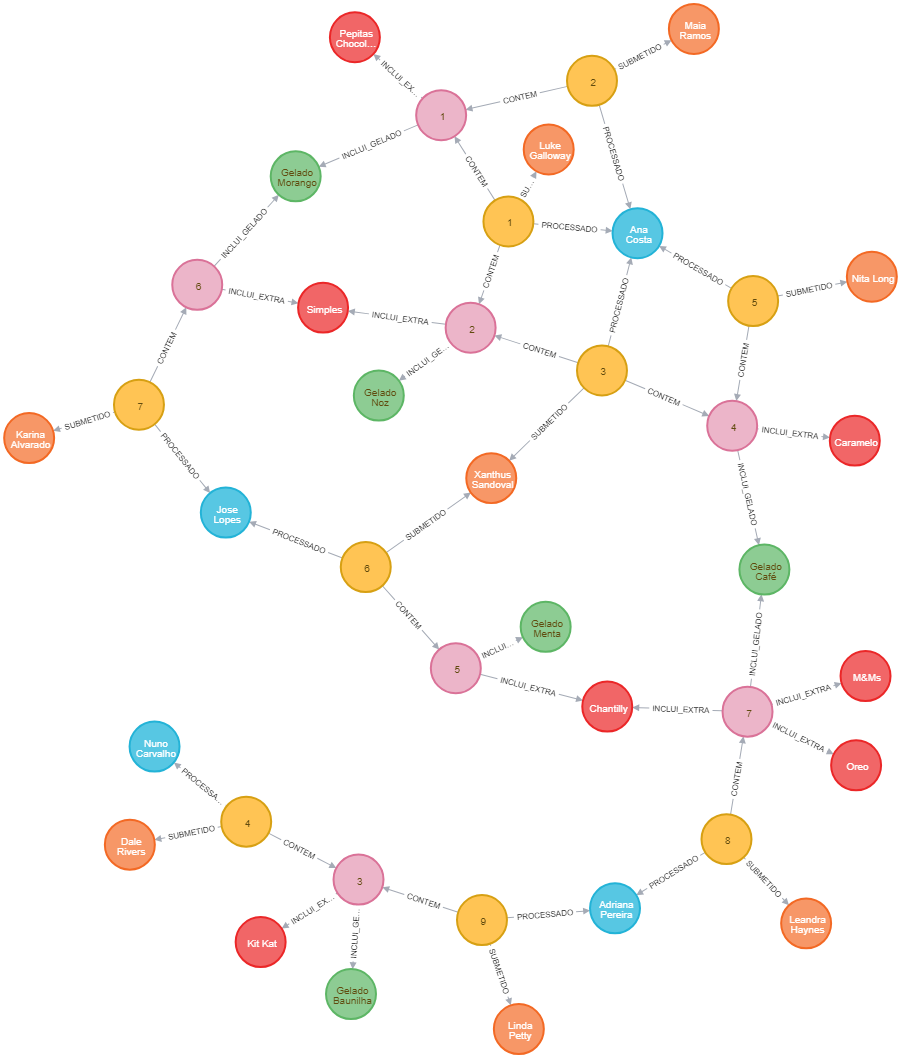 Pepitas
Chocol...
Maia
Ramos
SUBMETIDO
2
INCLUI_EX...
CONTEM
1
PROCESSADO
INCLUI_GELADO
Luke
Galloway
Gelado
Morango
CONTEM
SU...
1
PROCESSADO
Ana
Costa
INCLUI_GELADO
CONTEM
PROCESSADO
Nita Long
6
INCLUI_EXTRA
Simples
SUBMETIDO
5
PROCESSADO
INCLUI_EXTRA
2
CONTEM
CONTEM
INCLUI_GE...
CONTEM
3
Gelado
Noz
CONTEM
7
SUBMETIDO
SUBMETIDO
4
INCLUI_EXTRA
Caramelo
Karina
Alvarado
PROCESSADO
Xanthus
Sandoval
INCLUI_GELADO
Jose
Lopes
PROCESSADO
SUBMETIDO
6
Gelado
Café
CONTEM
Gelado
Menta
INCLUI...
INCLUI_GELADO
5
INCLUI_EXTRA
Chantilly
INCLUI_EXTRA
7
INCLUI_EXTRA
M&Ms
INCLUI_EXTRA
Oreo
Nuno
Carvalho
PROCESSA...
CONTEM
4
SUBMETIDO
Dale
Rivers
CONTEM
8
3
CONTEM
PROCESSADO
SUBMETIDO
INCLUI_EX...
INCLUI_GE...
9
PROCESSADO
Adriana
Pereira
Leandra
Haynes
Kit Kat
SUBMETIDO
Gelado
Baunilha
Linda
Petty